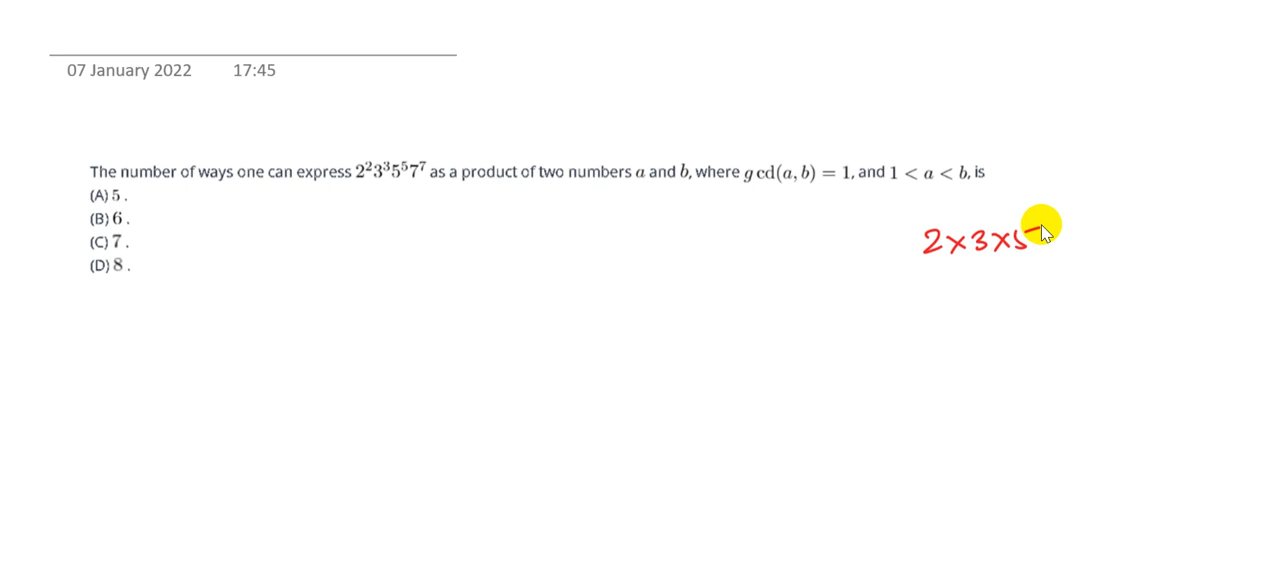 07 January 2022 17:45
The number of ways one can express 2²3³5⁵7⁷ as a product of two numbers a and b, where gcd(a, b) = 1, and 1 < a < b, is
(A) 5 .
(B) 6 .
(C) 7 .
(D) 8 .
2×3×5